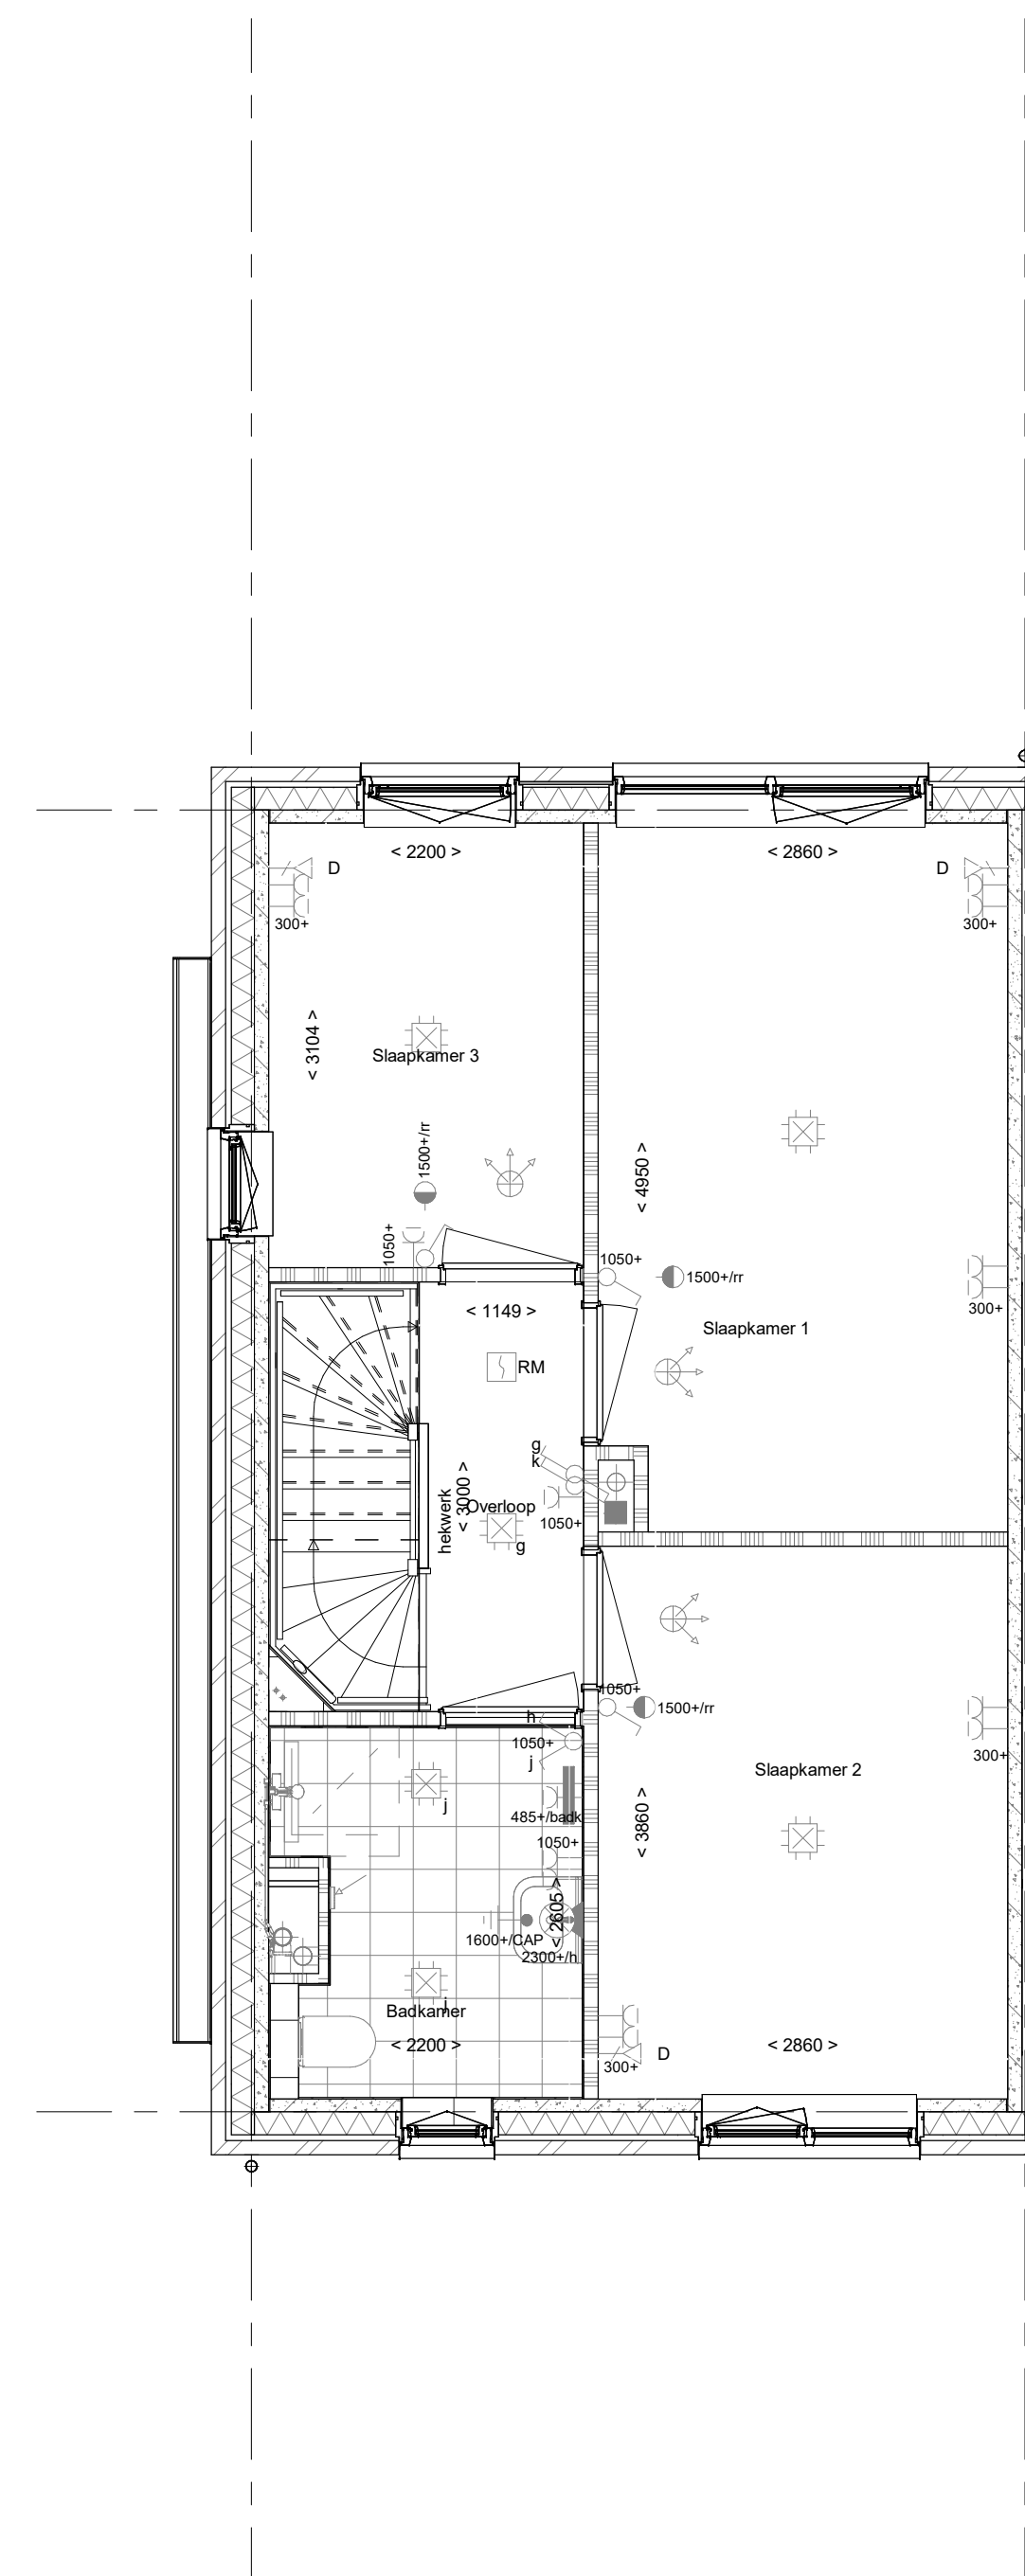 < 2200 >
< 2860 >
D
D
300+
300+
< 3104 >
Slaapkamer 3
1500+/rr
< 4950 >
1050+
1050+
1500+/rr
300+
< 1149 >
Slaapkamer 1
RM
g
k
hekwerk
< 3000 >
Overloop
1050+
g
1050+
1500+/rr
h
1050+
j
300+
Slaapkamer 2
j
485+/badk
1050+
< 3860 >
< 2605 >
1600+/CAP
2300+/h
j
Badkamer
< 2200 >
D
300+
< 2860 >